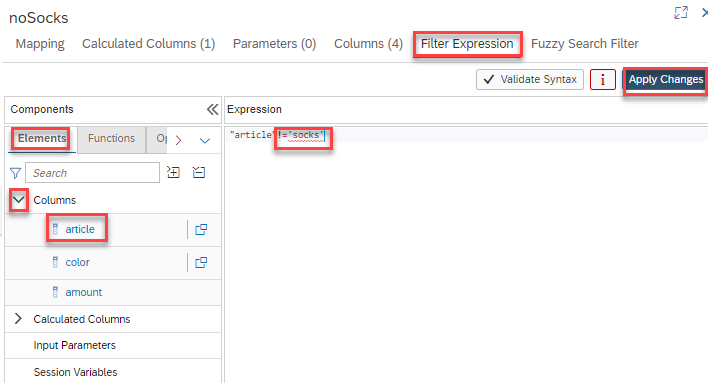 noSocks
Mapping Calculated Columns (1) Parameters (0) Columns (4) Filter Expression Fuzzy Search Filter
Validate Syntax Apply Changes
Components Expression
Elements Functions Op
"article"!='socks'
Search
Columns
article
color
amount
Calculated Columns
Input Parameters
Session Variables